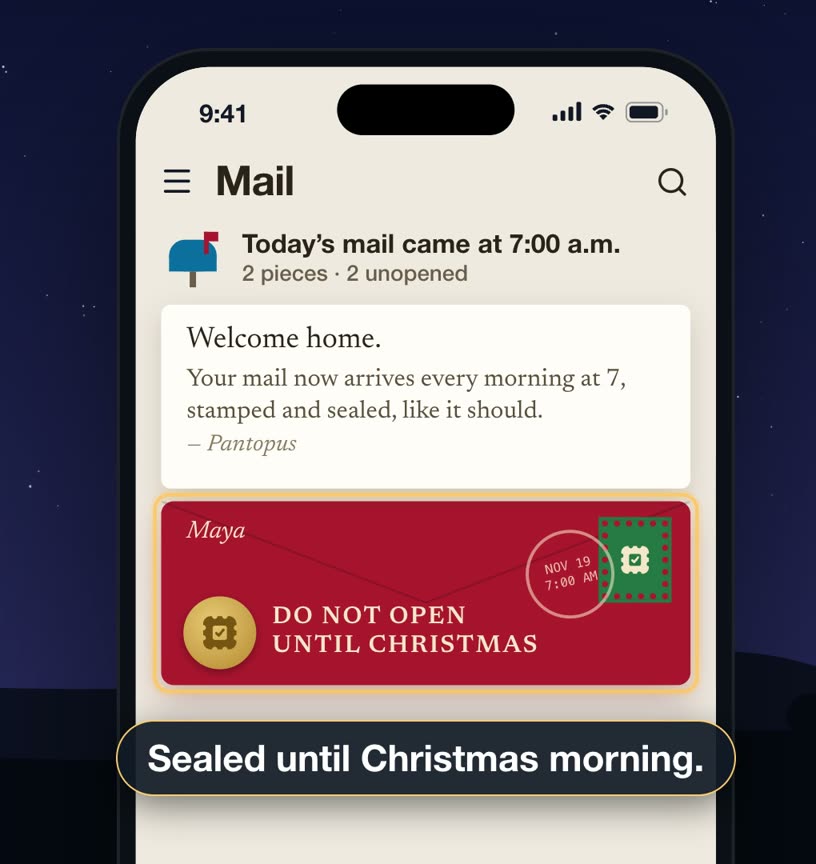 9:41
Mail
Today’s mail came at 7:00 a.m.
2 pieces · 2 unopened
Welcome home.
Your mail now arrives every morning at 7,
stamped and sealed, like it should.
– Pantopus
Maya
NOV 19
7:00 AM
DO NOT OPEN
UNTIL CHRISTMAS
Sealed until Christmas morning.